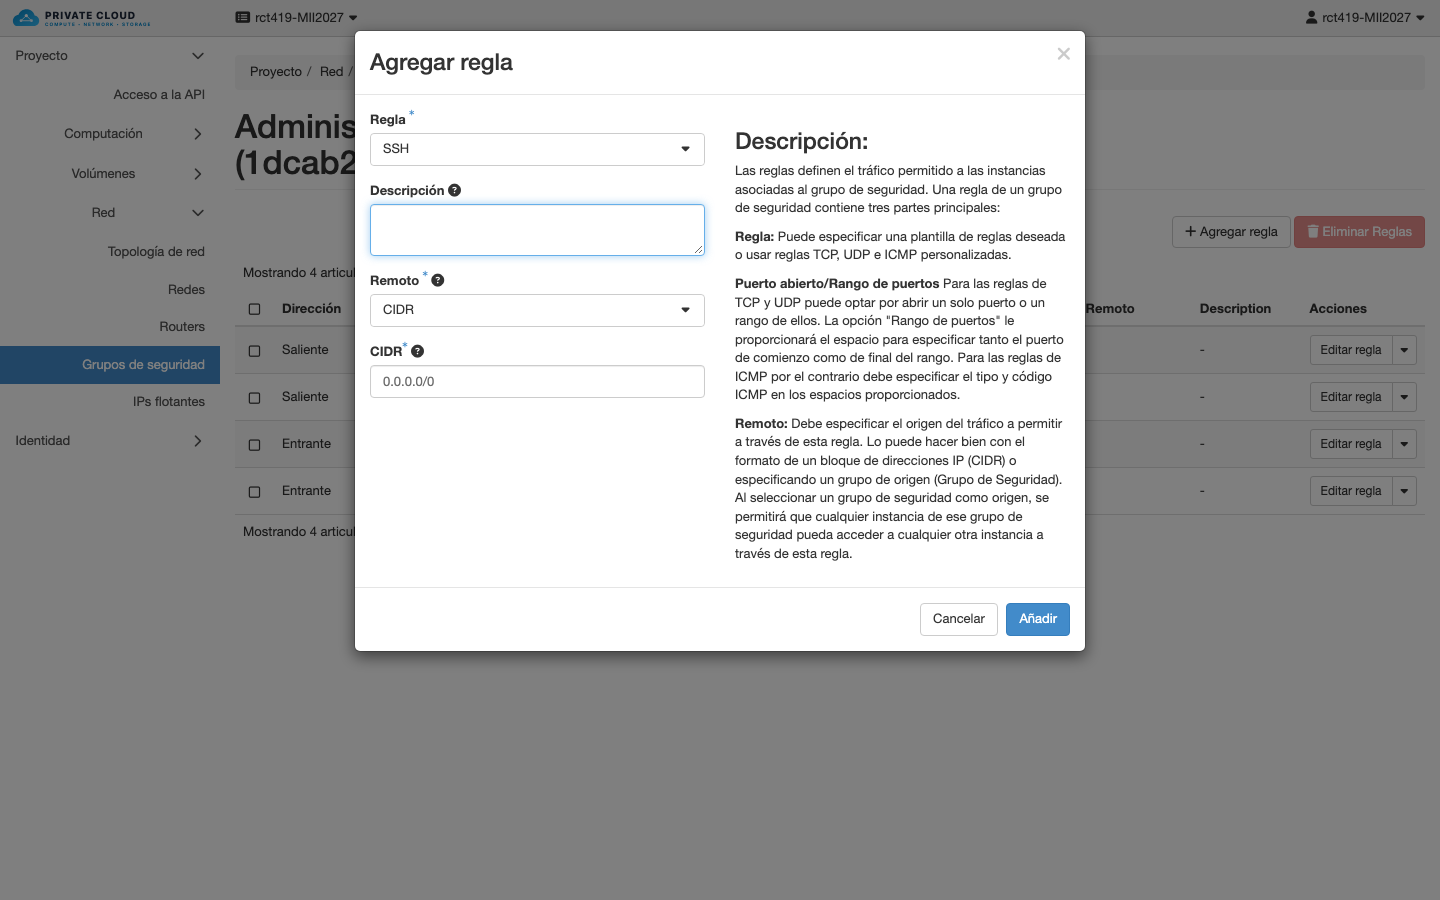 PRIVATE CLOUD
COMPUTE • NETWORK • STORAGE
rct419-MII2027
rct419-MII2027
Proyecto
Acceso a la API
Computación
Volúmenes
Red
Topología de red
Redes
Routers
Grupos de seguridad
IPs flotantes
Identidad
Proyecto / Red /
Adminis
(1dcab2
Agregar regla
Eliminar Reglas
Mostrando 4 articul
Dirección
Remoto
Description
Acciones
Saliente
-
Editar regla
Saliente
-
Editar regla
Entrante
-
Editar regla
Entrante
-
Editar regla
Mostrando 4 articul
Agregar regla
×
Regla *
SSH
Descripción
Remoto *
CIDR
CIDR *
0.0.0.0/0
Descripción:
Las reglas definen el tráfico permitido a las instancias
asociadas al grupo de seguridad. Una regla de un grupo
de seguridad contiene tres partes principales:
Regla: Puede especificar una plantilla de reglas deseada
o usar reglas TCP, UDP e ICMP personalizadas.
Puerto abierto/Rango de puertos Para las reglas de
TCP y UDP puede optar por abrir un solo puerto o un
rango de ellos. La opción "Rango de puertos" le
proporcionará el espacio para especificar tanto el puerto
de comienzo como de final del rango. Para las reglas de
ICMP por el contrario debe especificar el tipo y código
ICMP en los espacios proporcionados.
Remoto: Debe especificar el origen del tráfico a permitir
a través de esta regla. Lo puede hacer bien con el
formato de un bloque de direcciones IP (CIDR) o
especificando un grupo de origen (Grupo de Seguridad).
Al seleccionar un grupo de seguridad como origen, se
permitirá que cualquier instancia de ese grupo de
seguridad pueda acceder a cualquier otra instancia a
través de esta regla.
Cancelar
Añadir